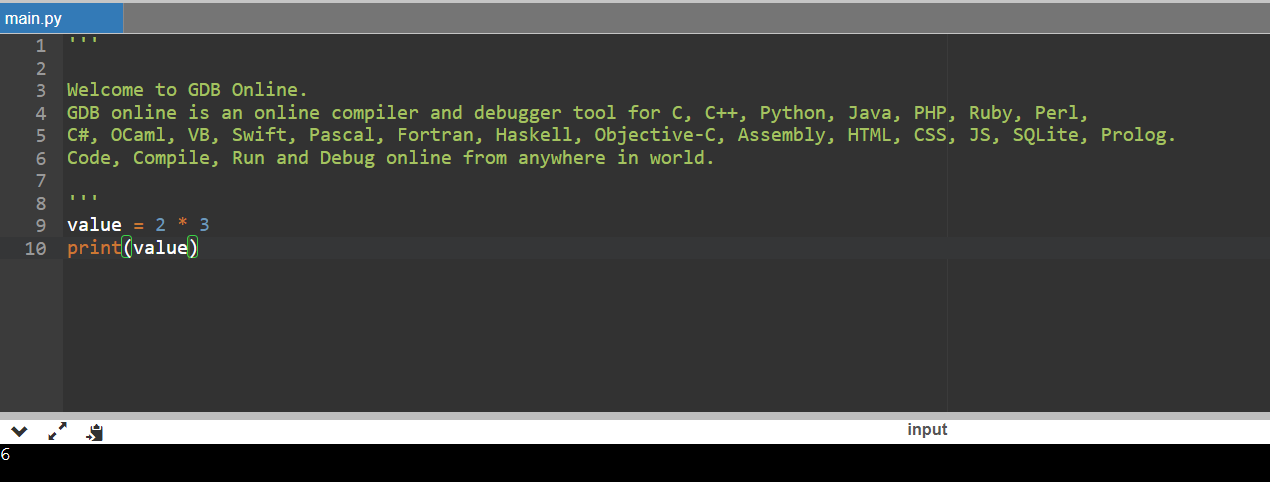 main.py
1 '''
2
3 Welcome to GDB Online.
4 GDB online is an online compiler and debugger tool for C, C++, Python, Java, PHP, Ruby, Perl,
5 C#, OCaml, VB, Swift, Pascal, Fortran, Haskell, Objective-C, Assembly, HTML, CSS, JS, SQLite, Prolog.
6 Code, Compile, Run and Debug online from anywhere in world.
7
8 '''
9 value = 2 * 3
10 print(value)
input
6